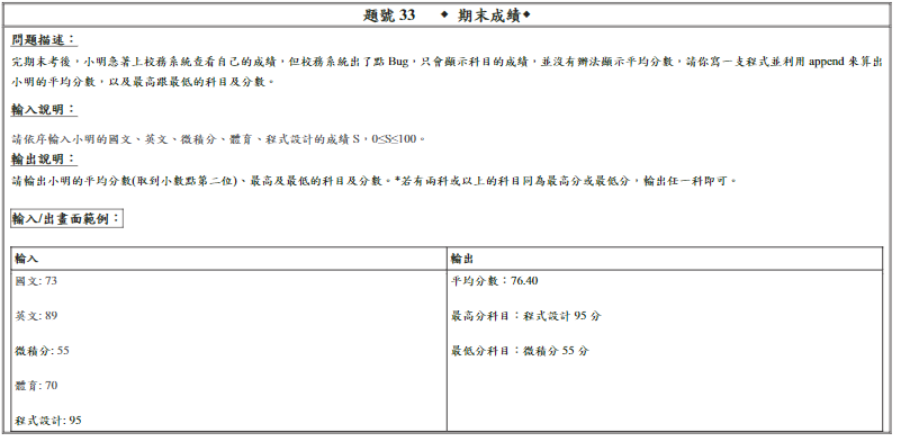 題號 33 ◆ 期末成績◆
問題描述：
完期末考後，小明急著上校務系統查看自己的成績，但校務系統出了點 Bug，只會顯示科目的成績，並沒有辦法顯示平均分數，請你寫一支程式並利用 append 來算出
小明的平均分數，以及最高跟最低的科目及分數。
輸入說明：
請依序輸入小明的國文、英文、微積分、體育、程式設計的成績 S，0≤S≤100。
輸出說明：
請輸出小明的平均分數(取到小數點第二位)、最高及最低的科目及分數。*若有兩科或以上的科目同為最高分或最低分，輸出任一科即可。
輸入/出畫面範例：
輸入
輸出
國文: 73
平均分數：76.40
英文: 89
最高分科目：程式設計 95 分
微積分: 55
最低分科目：微積分 55 分
體育: 70
程式設計: 95